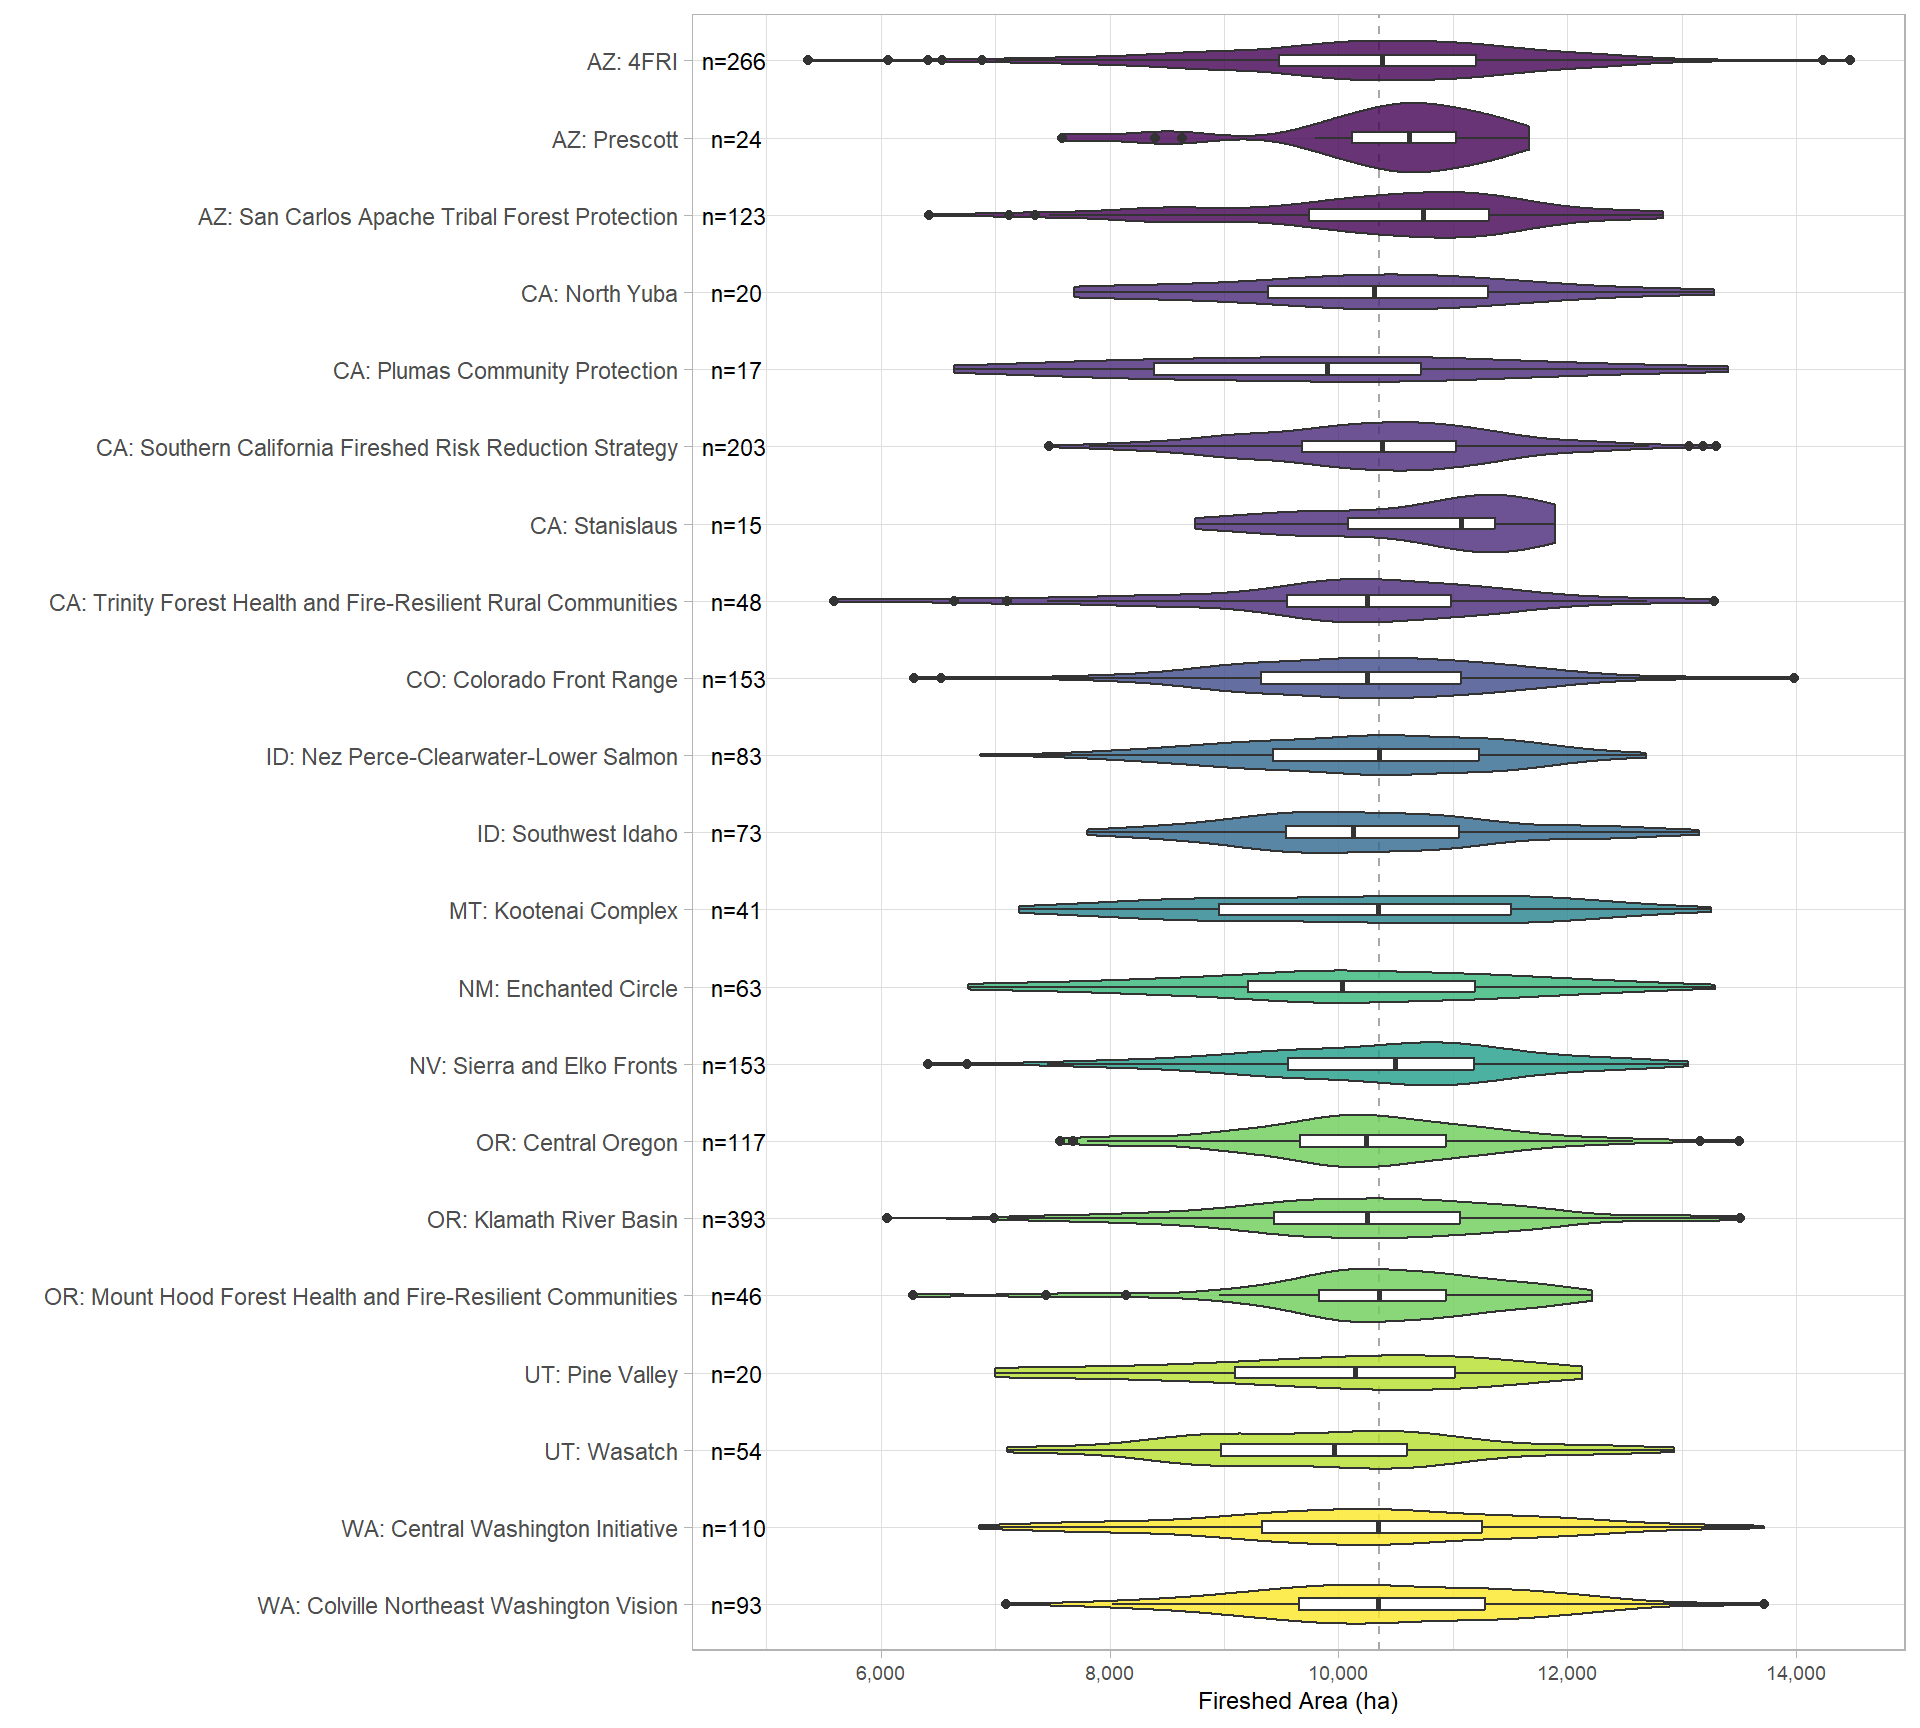 AZ: 4FRI n=266
AZ: Prescott n=24
AZ: San Carlos Apache Tribal Forest Protection n=123
CA: North Yuba n=20
CA: Plumas Community Protection n=17
CA: Southern California Fireshed Risk Reduction Strategy n=203
CA: Stanislaus n=15
CA: Trinity Forest Health and Fire-Resilient Rural Communities n=48
CO: Colorado Front Range n=153
ID: Nez Perce-Clearwater-Lower Salmon n=83
ID: Southwest Idaho n=73
MT: Kootenai Complex n=41
NM: Enchanted Circle n=63
NV: Sierra and Elko Fronts n=153
OR: Central Oregon n=117
OR: Klamath River Basin n=393
OR: Mount Hood Forest Health and Fire-Resilient Communities n=46
UT: Pine Valley n=20
UT: Wasatch n=54
WA: Central Washington Initiative n=110
WA: Colville Northeast Washington Vision n=93
6,000 8,000 10,000 12,000 14,000
Fireshed Area (ha)